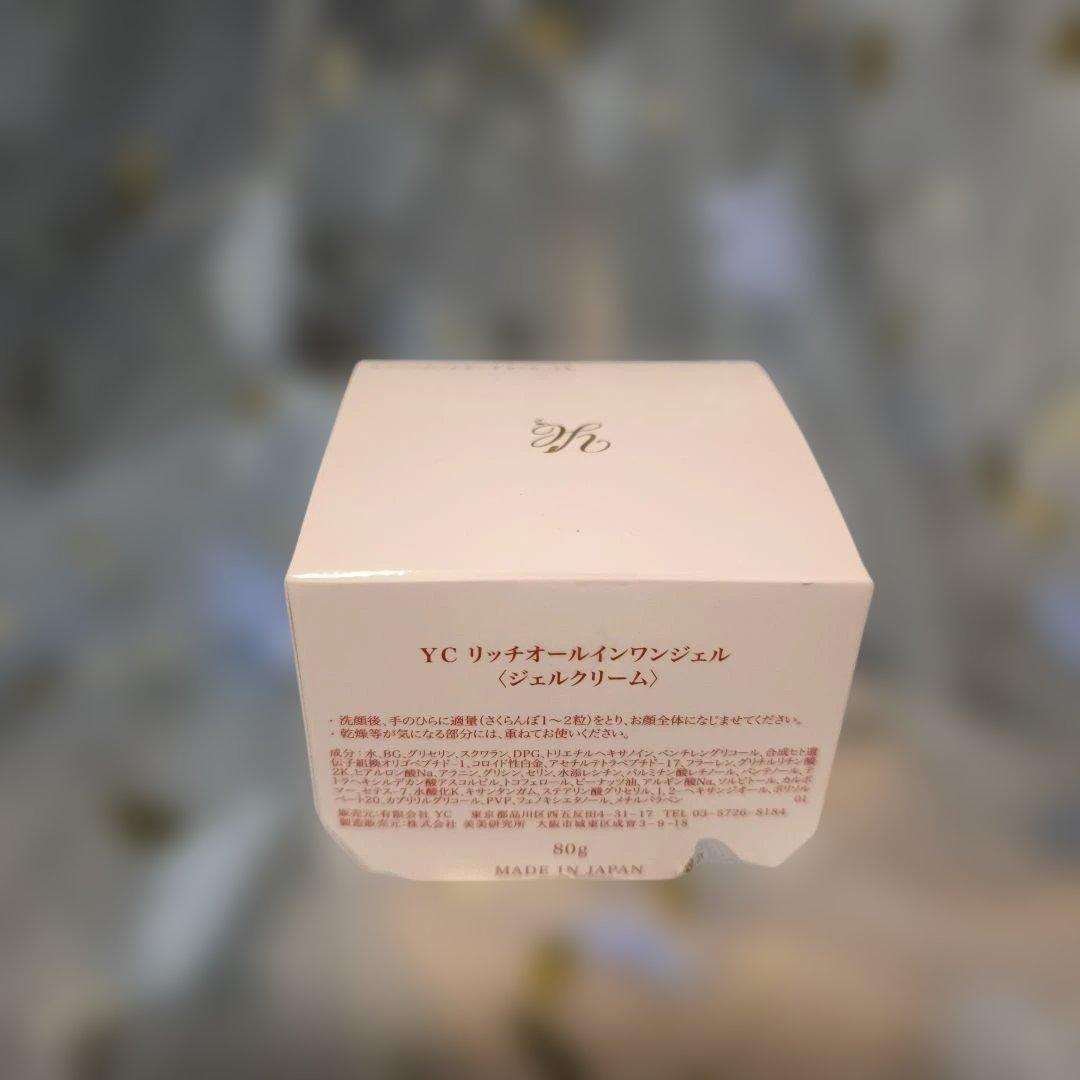 YC
YC リッチオールインワンジェル
〈ジェルクリーム〉
・洗顔後、手のひらに適量(さくらんぼ1〜2粒)をとり、お顔全体になじませてください。
・乾燥等が気になる部分には、重ねてお使いください。
成分：水、BG、グリセリン、スクワラン、DPG、トリエチルヘキサノイン、ペンチレングリコール、合成ヒト遺
伝子組換オリゴペプチド-1、コロイド性白金、アセチルテトラペプチド-17、フラーレン、グリチルリチン酸
2K、ヒアルロン酸Na、アラニン、グリシン、セリン、水添レシチン、パルミチン酸レチノール、パンテノール、テ
トラヘキシルデカン酸アスコルビル、トコフェロール、ピーナッツ油、アルギン酸Na、ソルビトール、カルボ
マー、セテス-7、水酸化K、キサンタンガム、ステアリン酸グリセリル、1,2-ヘキサンジオール、ポリソル
ベート20、カプリリルグリコール、PVP、フェノキシエタノール、メチルパラベン 01
販売元：有限会社 YC 東京都品川区西五反田4-31-17 TEL 03-5726-8184
製造販売元：株式会社 美美研究所 大阪市城東区成育3-9-18
80g
MADE IN JAPAN